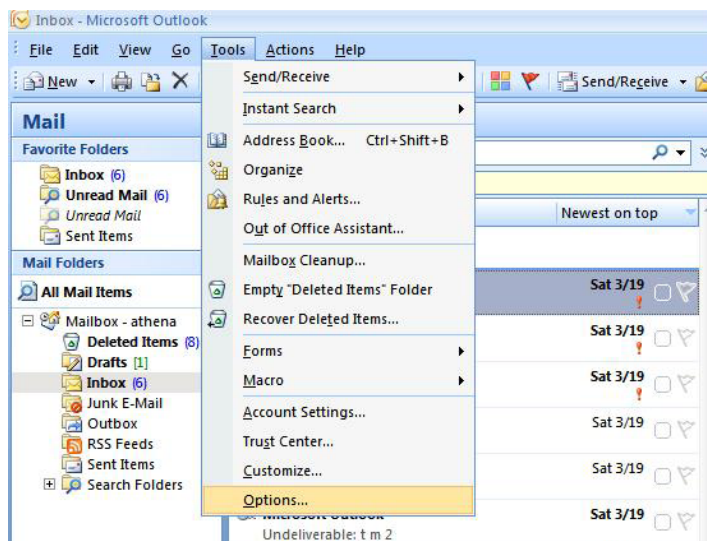 Inbox - Microsoft Outlook
File Edit View Go Tools Actions Help
New Send/Receive
Mail
Favorite Folders
Inbox (6)
Unread Mail (6)
Unread Mail
Sent Items
Mail Folders
All Mail Items
Mailbox - athena
Deleted Items (8)
Drafts [1]
Inbox (6)
Junk E-Mail
Outbox
RSS Feeds
Sent Items
Search Folders
Send/Receive
Instant Search
Address Book... Ctrl+Shift+B
Organize
Rules and Alerts...
Out of Office Assistant...
Mailbox Cleanup...
Empty "Deleted Items" Folder
Recover Deleted Items...
Forms
Macro
Account Settings...
Trust Center...
Customize...
Options...
Newest on top
Sat 3/19
Sat 3/19
Sat 3/19
Sat 3/19
Sat 3/19
Microsoft Outlook Sat 3/19
Undeliverable: t m 2